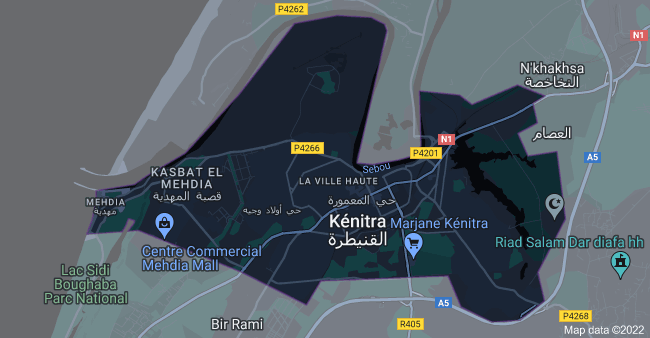 P4262
N1
N'khakhsa
النخاخصة
العصام
N1
P4266
P4201
A5
Sebou
KASBAT EL
MEHDIA
قصبة المهدية
LA VILLE HAUTE
MEHDIA
مهدية
حي المعمورة
حي أولاد وجيه
Kénitra
القنيطرة
Marjane Kénitra
Centre Commercial
Mehdia Mall
Riad Salam Dar diafa hh
Lac Sidi
Boughaba
Parc National
A5
Bir Rami
R405
P4268
Map data ©2022